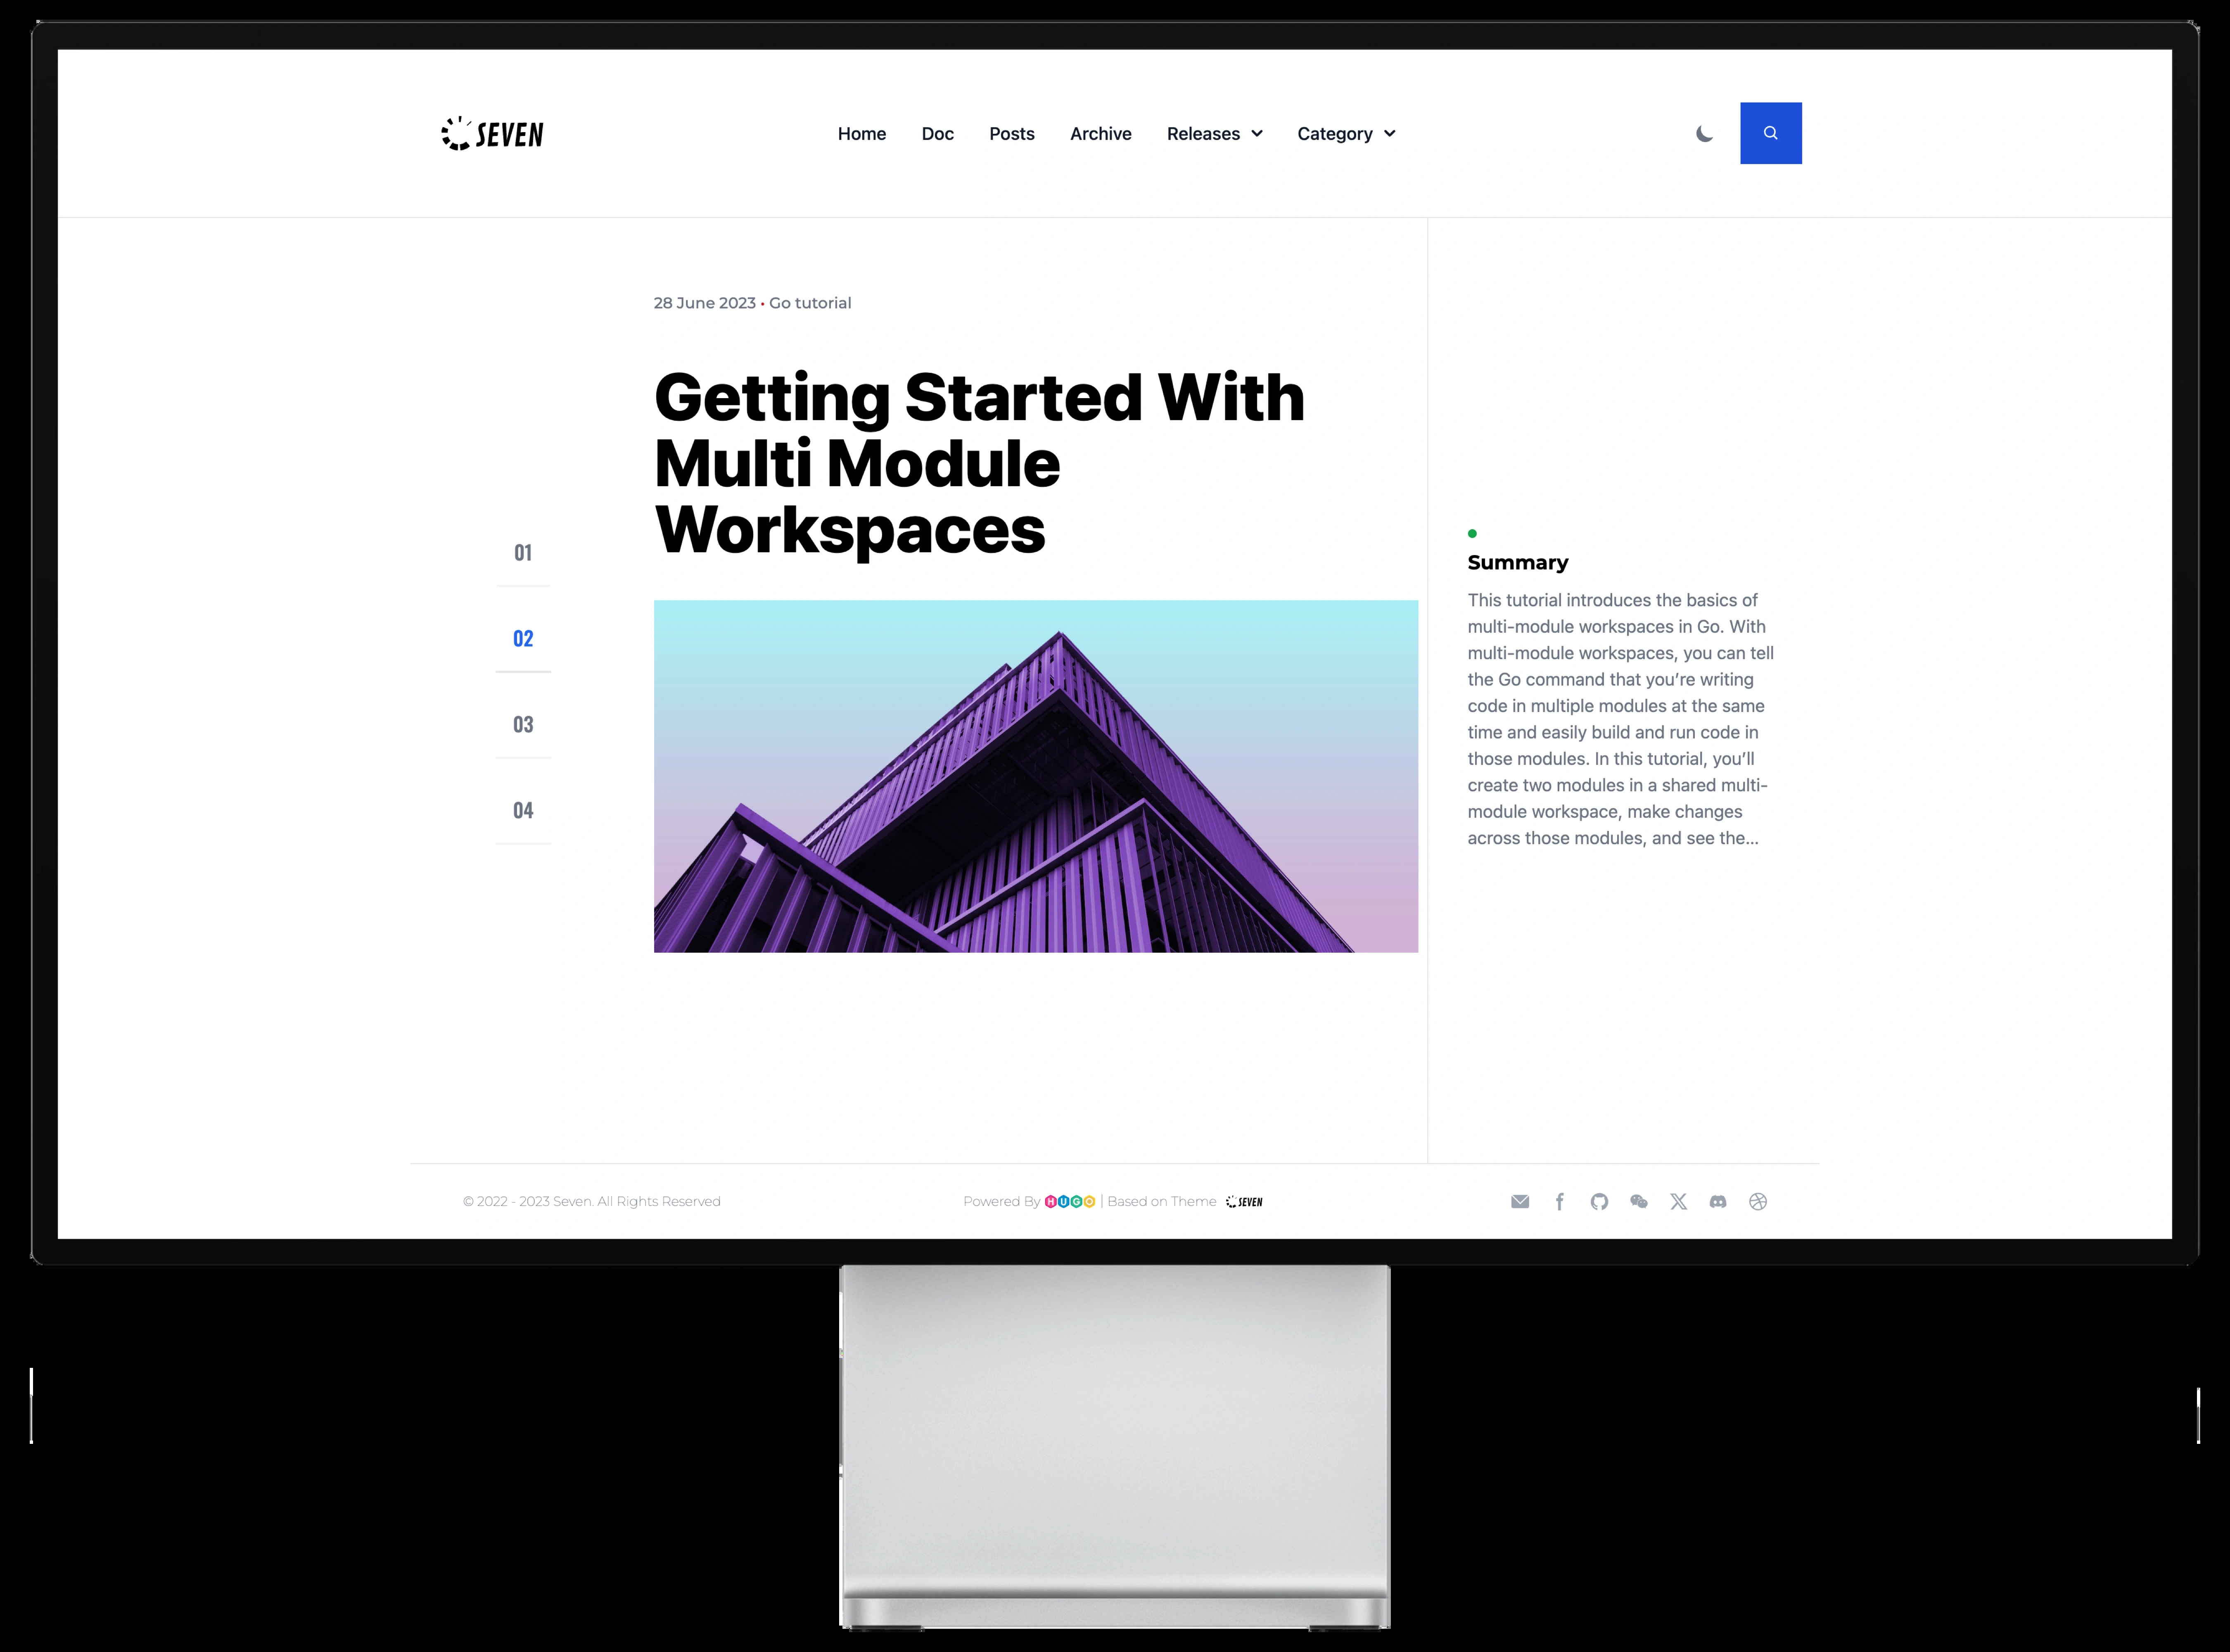 SEVEN
Home Doc Posts Archive Releases Category
28 June 2023 • Go tutorial
Getting Started With
Multi Module
Workspaces
01
02
03
04
Summary
This tutorial introduces the basics of
multi-module workspaces in Go. With
multi-module workspaces, you can tell
the Go command that you’re writing
code in multiple modules at the same
time and easily build and run code in
those modules. In this tutorial, you’ll
create two modules in a shared multi-
module workspace, make changes
across those modules, and see the...
© 2022 - 2023 Seven. All Rights Reserved
Powered By HUGO | Based on Theme SEVEN